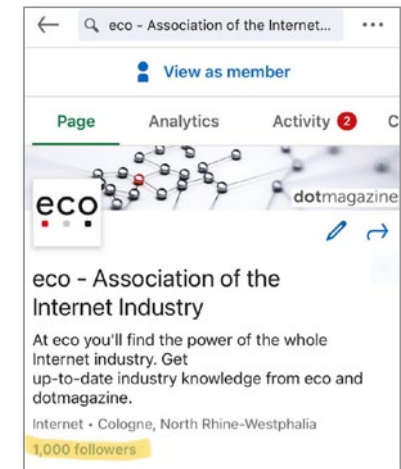 eco - Association of the Internet...
View as member
Page Analytics Activity 2 C
dotmagazine
eco
eco - Association of the
Internet Industry
At eco you'll find the power of the whole
Internet industry. Get
up-to-date industry knowledge from eco and
dotmagazine.
Internet • Cologne, North Rhine-Westphalia
1,000 followers